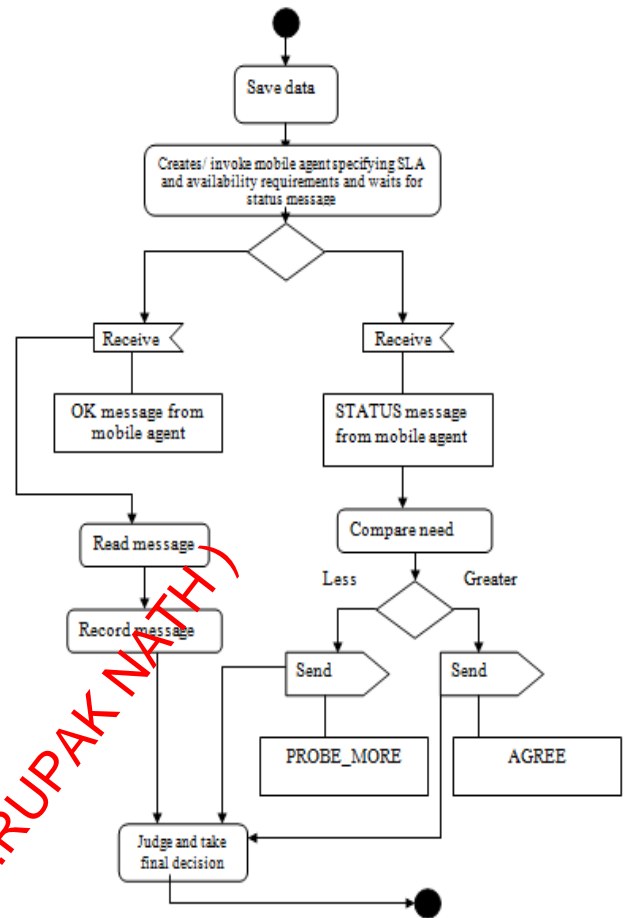 Save data
Creates/ invoke mobile agent specifying SLA
and availability requirements and waits for
status message
Receive
Receive
OK message from
mobile agent
STATUS message
from mobile agent
Read message
Compare need
Less
Greater
Record message
Send
Send
PROBE_MORE
AGREE
Judge and take
final decision
RUPAK NATH )